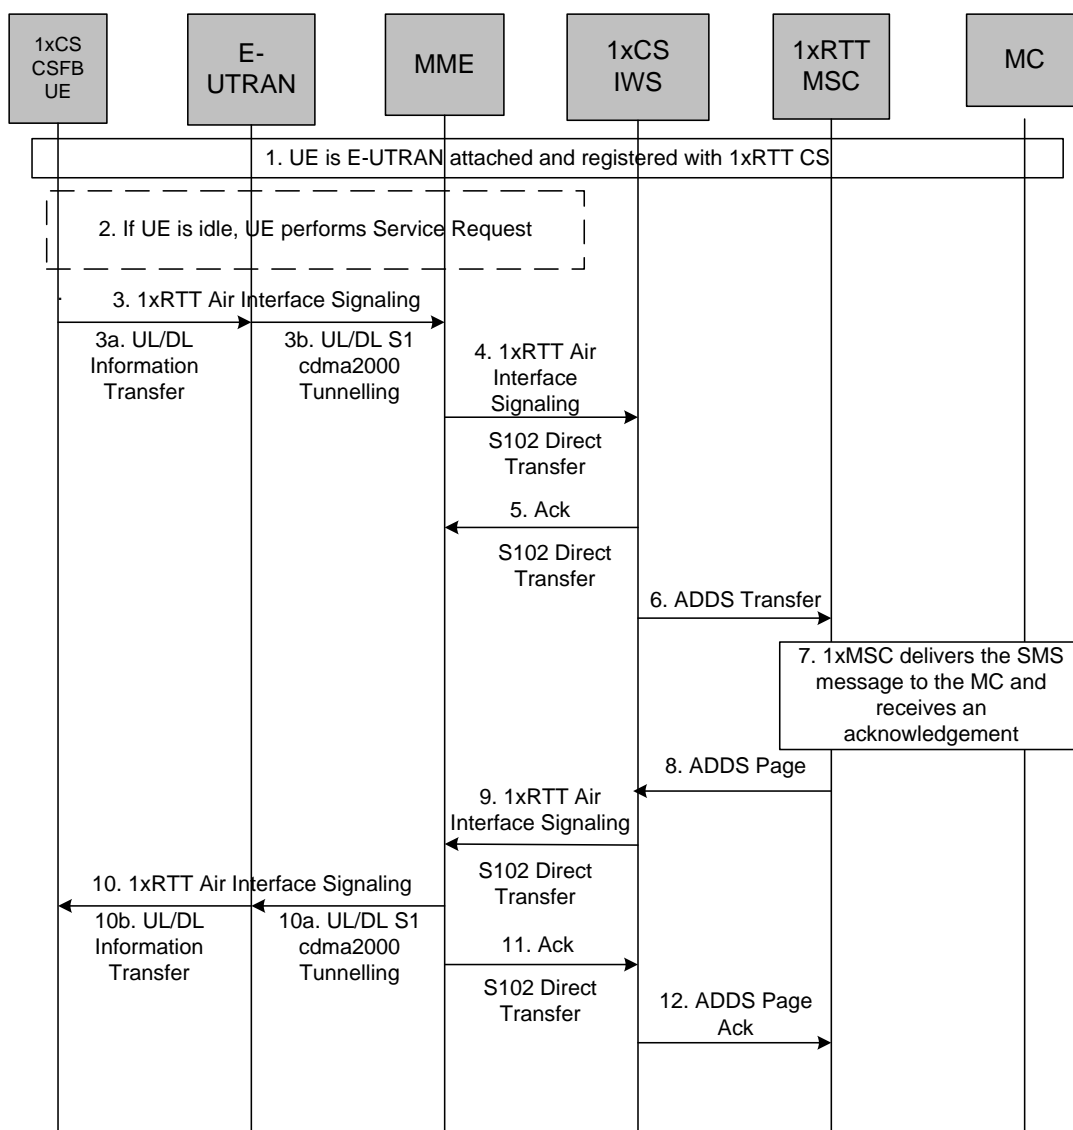 1xCS
CSFB
UE
E-
UTRAN
MME
1xCS
IWS
1xRTT
MSC
MC
1. UE is E-UTRAN attached and registered with 1xRTT CS
2. If UE is idle, UE performs Service Request
3. 1xRTT Air Interface Signaling
3a. UL/DL
Information
Transfer
3b. UL/DL S1
cdma2000
Tunnelling
4. 1xRTT Air
Interface
Signaling
S102 Direct
Transfer
5. Ack
S102 Direct
Transfer
6. ADDS Transfer
7. 1xMSC delivers the SMS
message to the MC and
receives an
acknowledgement
8. ADDS Page
9. 1xRTT Air
Interface Signaling
S102 Direct
Transfer
10. 1xRTT Air Interface Signaling
10b. UL/DL
Information
Transfer
10a. UL/DL S1
cdma2000
Tunnelling
11. Ack
S102 Direct
Transfer
12. ADDS Page
Ack